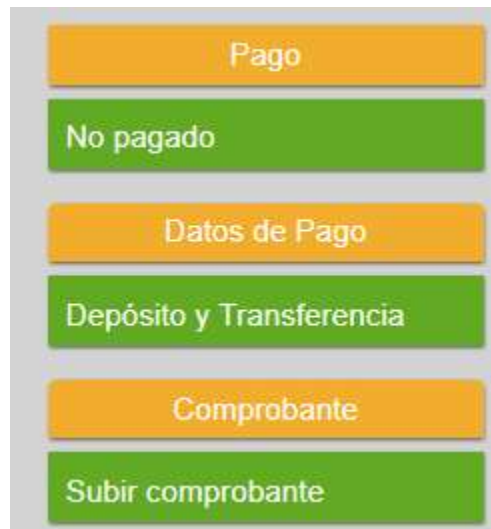 Pago
No pagado
Datos de Pago
Depósito y Transferencia
Comprobante
Subir comprobante